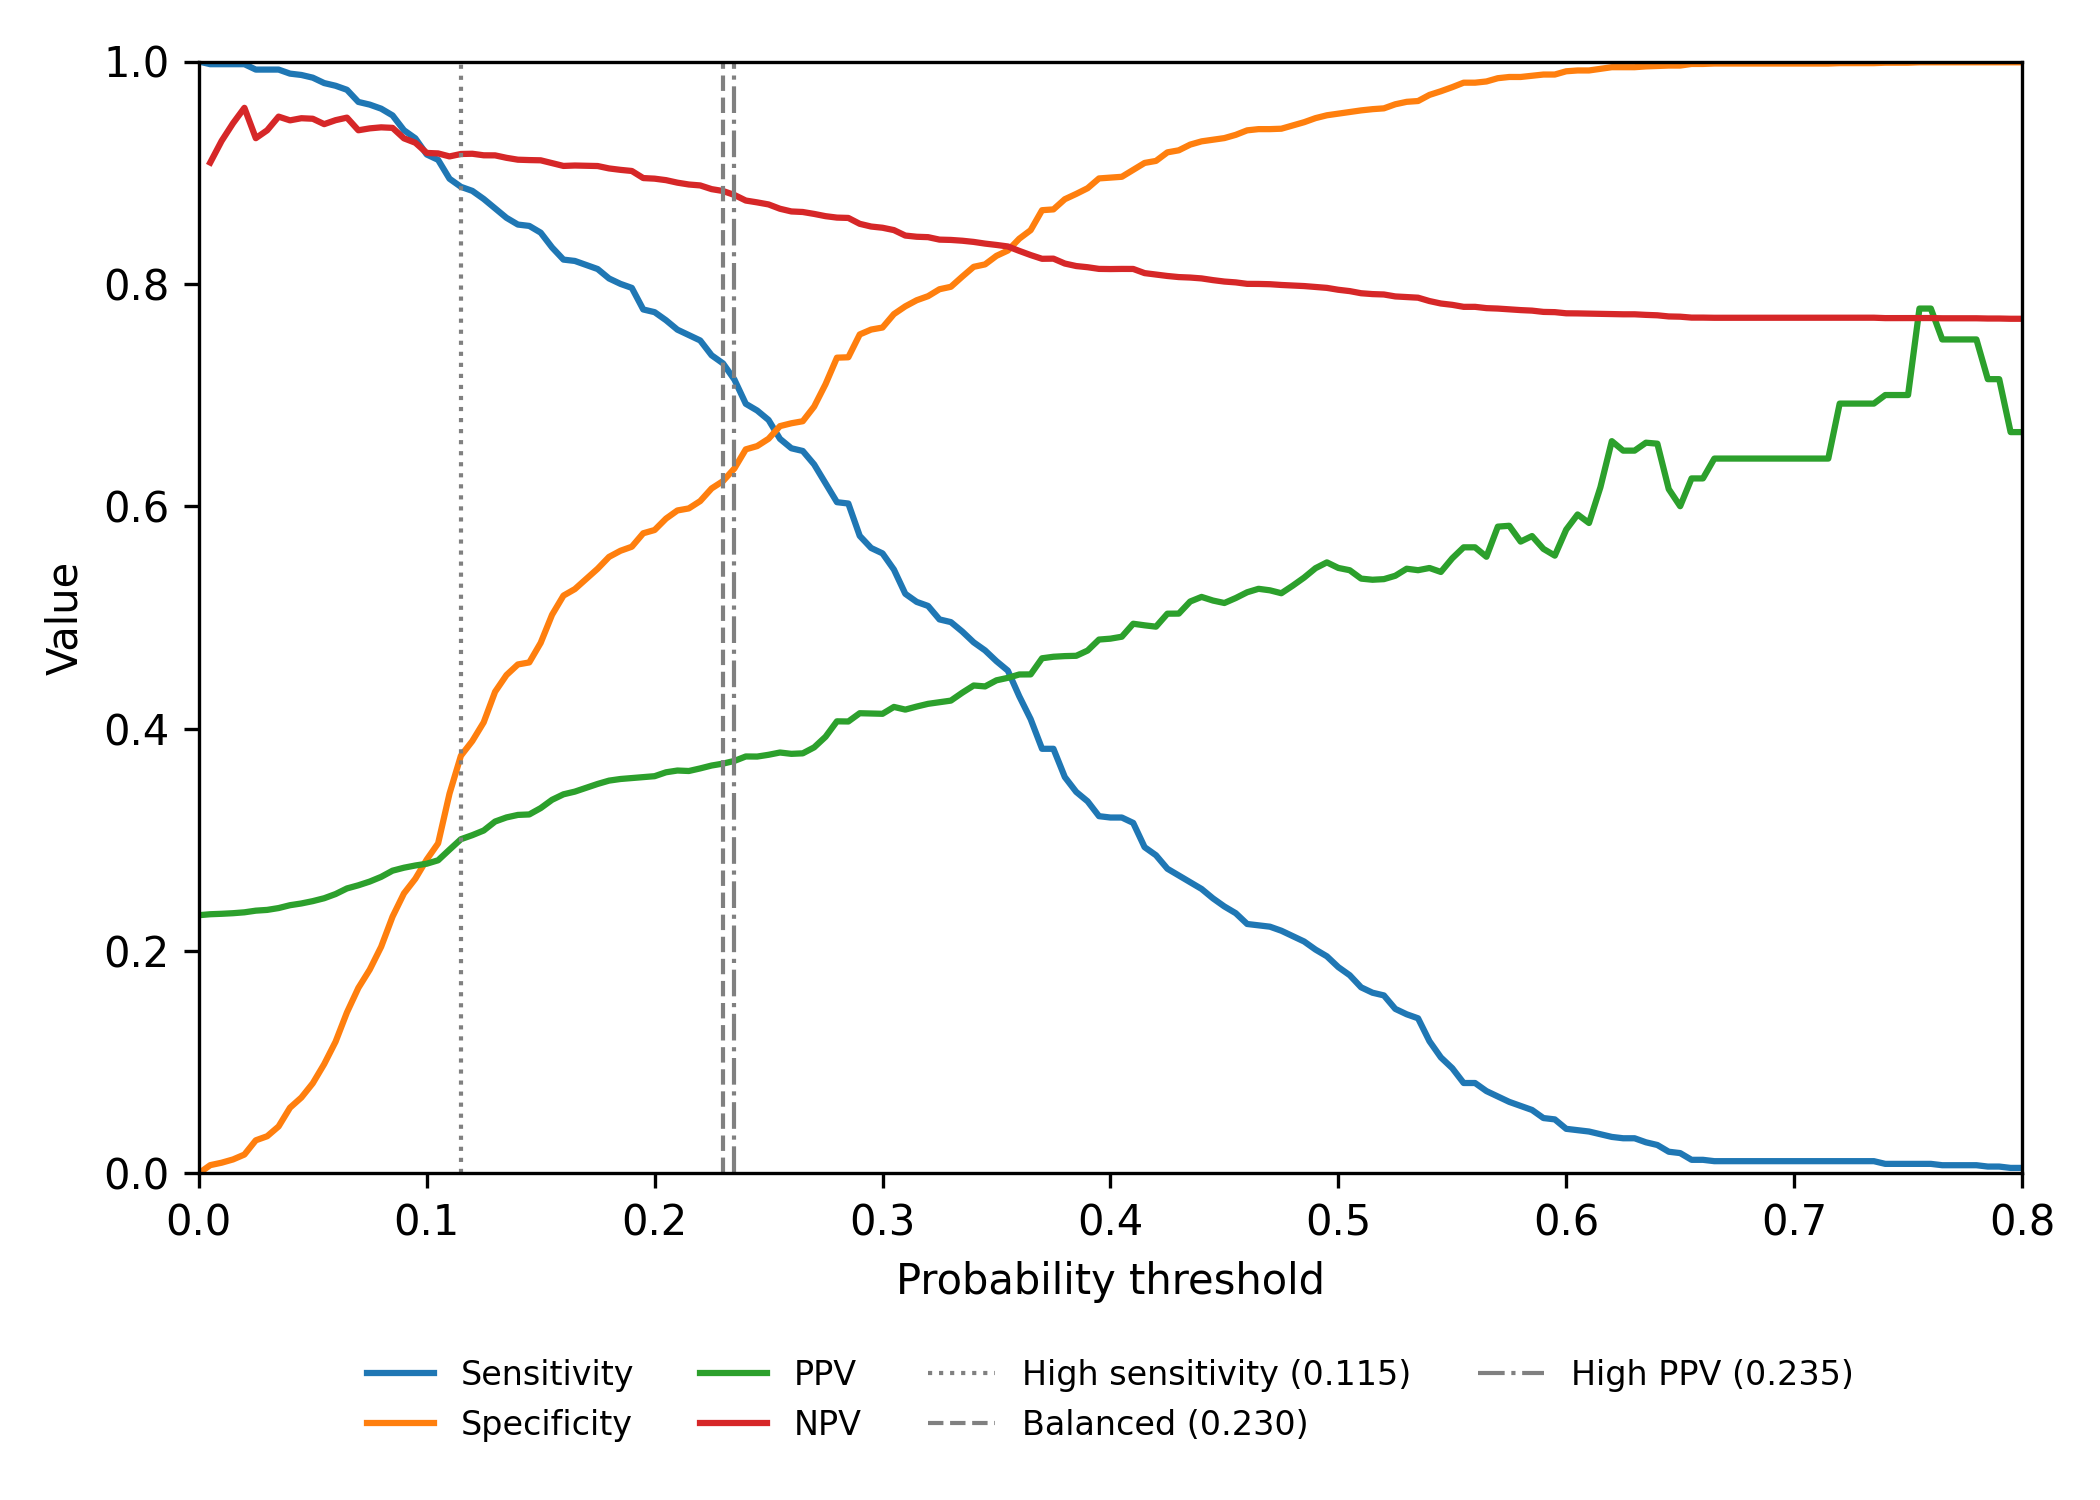 1.0
0.8
0.6
0.4
0.2
0.0
Value
0.0 0.1 0.2 0.3 0.4 0.5 0.6 0.7 0.8
Probability threshold
Sensitivity PPV High sensitivity (0.115) High PPV (0.235)
Specificity NPV Balanced (0.230)